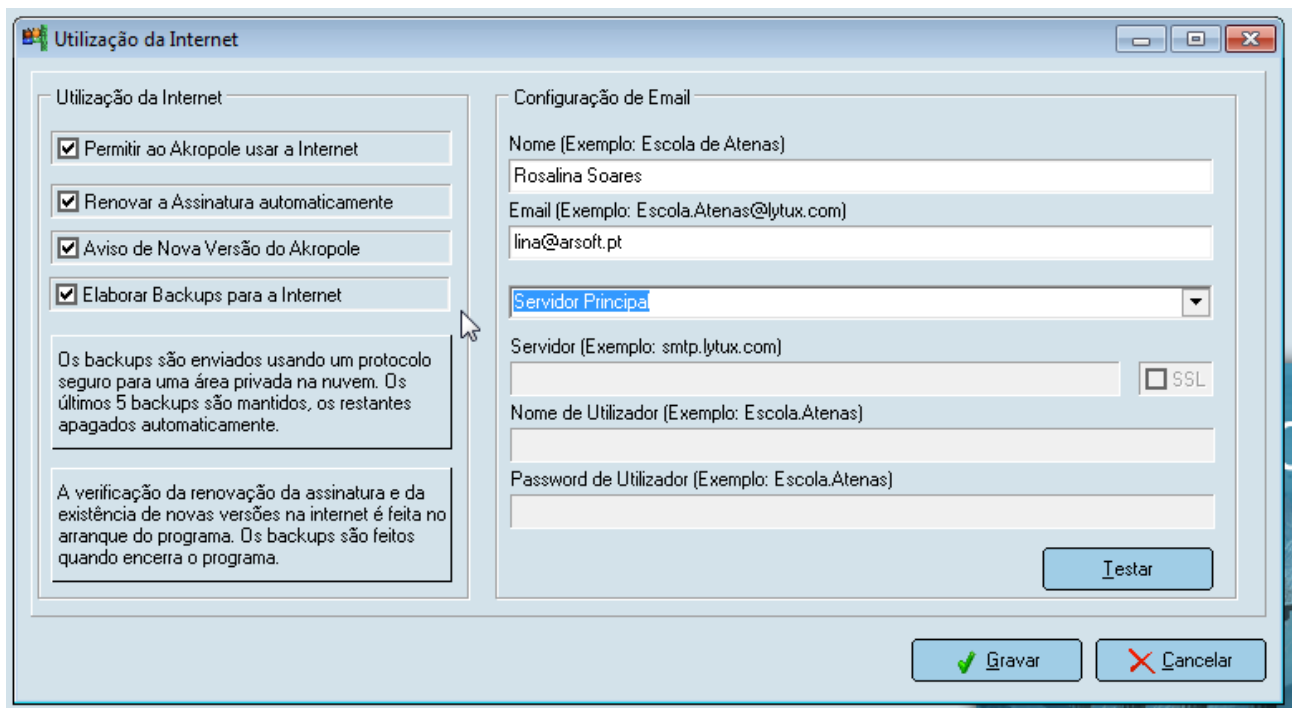 Utilização da Internet
Utilização da Internet
Permitir ao Akropole usar a Internet
Renovar a Assinatura automaticamente
Aviso de Nova Versão do Akropole
Elaborar Backups para a Internet
Os backups são enviados usando um protocolo
seguro para uma área privada na nuvem. Os
últimos 5 backups são mantidos, os restantes
apagados automaticamente.
A verificação da renovação da assinatura e da
existência de novas versões na internet é feita no
arranque do programa. Os backups são feitos
quando encerra o programa.
Configuração de Email
Nome (Exemplo: Escola de Atenas)
Rosalina Soares
Email (Exemplo: Escola.Atenas@lytux.com)
lina@arsoft.pt
Servidor Principal
Servidor (Exemplo: smtp.lytux.com)
SSL
Nome de Utilizador (Exemplo: Escola.Atenas)
Password de Utilizador (Exemplo: Escola.Atenas)
Testar
Gravar
Cancelar